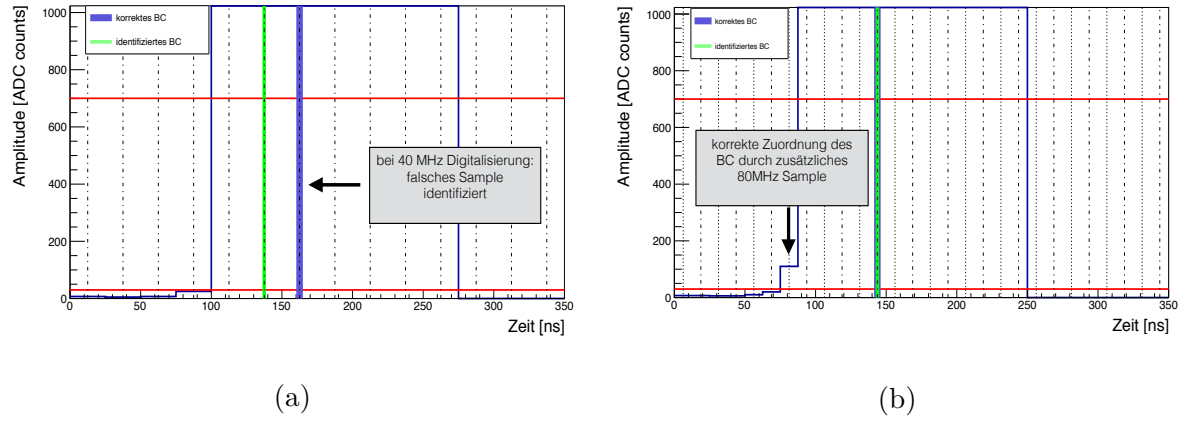 Amplitude [ADC counts]
1000
800
600
400
200
0
korrektes BC
identifiziertes BC
bei 40 MHz Digitalisierung:
falsches Sample
identifiziert
0 50 100 150 200 250 300 350
Zeit [ns]
(a)
Amplitude [ADC counts]
1000
800
600
400
200
0
korrektes BC
identifiziertes BC
korrekte Zuordnung des
BC durch zusätzliches
80MHz Sample
0 50 100 150 200 250 300 350
Zeit [ns]
(b)